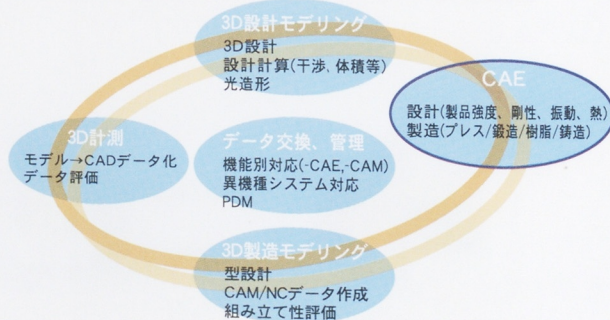 3D設計モデリング
3D設計
設計計算(干渉、体積等)
光造形
CAE
設計(製品強度、剛性、振動、熱)
製造(プレス/鍛造/樹脂/鋳造)
3D計測
モデル→CADデータ化
データ評価
データ交換、管理
機能別対応(-CAE,-CAM)
異機種システム対応
PDM
3D製造モデリング
型設計
CAM/NCデータ作成
組み立て性評価